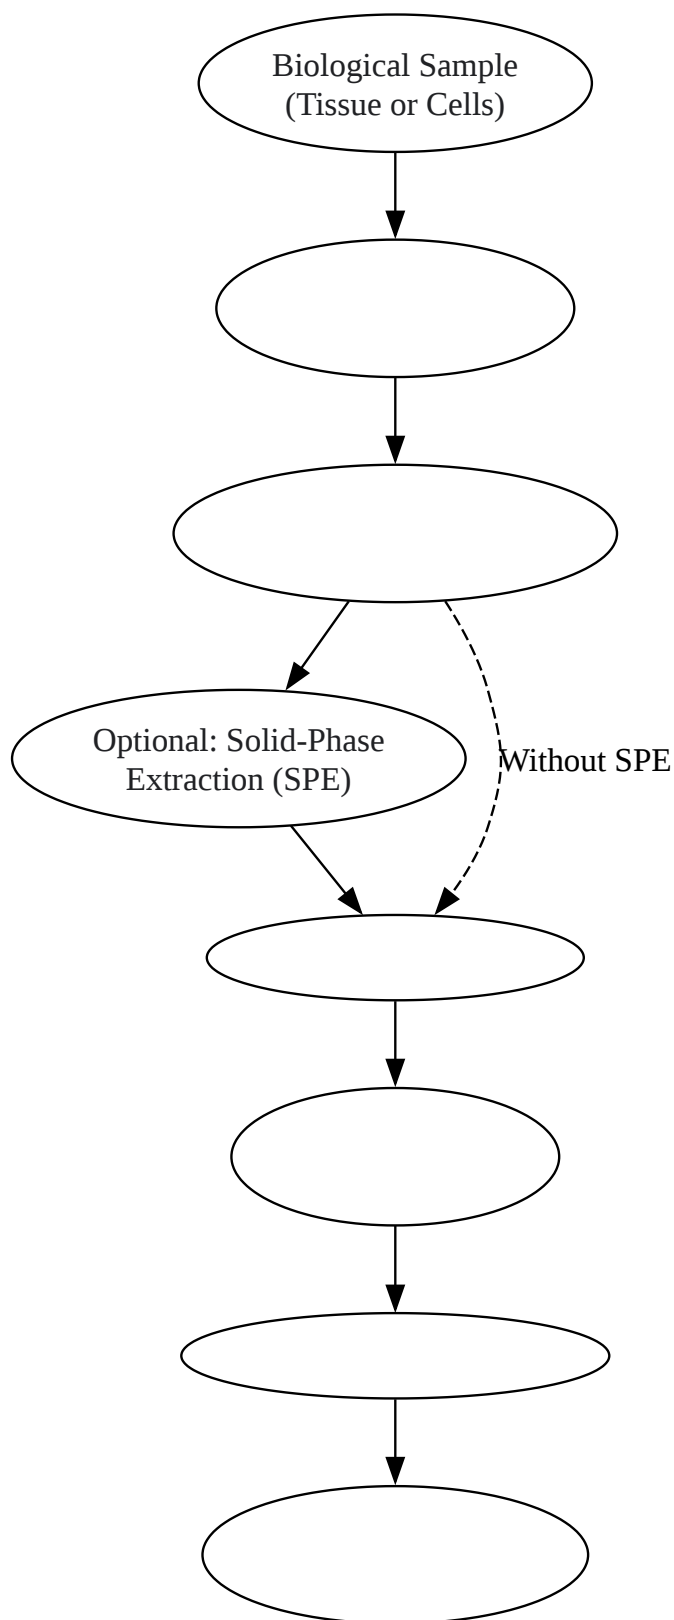 Biological Sample
(Tissue or Cells)
Optional: Solid-Phase
Extraction (SPE)
Without SPE